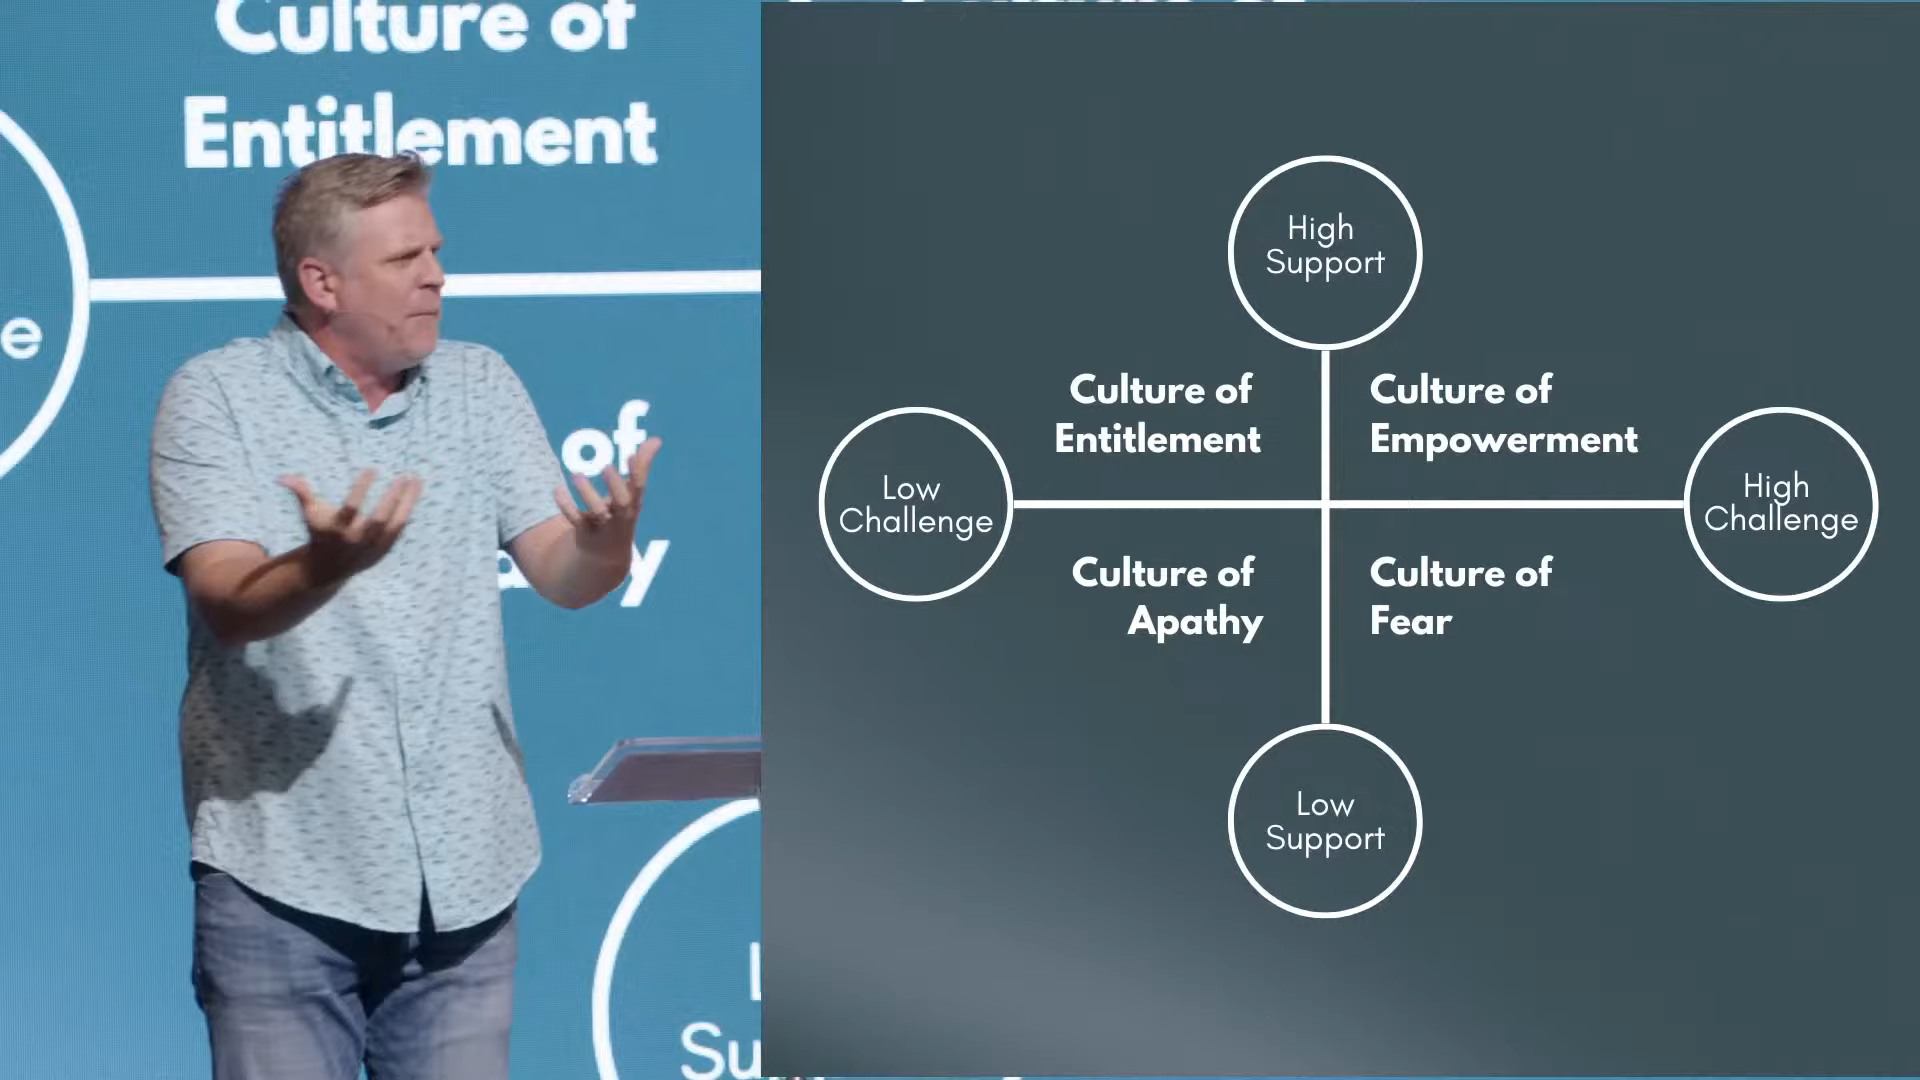 Culture of
Entitlement
e
of
y
High
Support
Culture of
Entitlement
Culture of
Empowerment
Low
Challenge
High
Challenge
Culture of
Apathy
Culture of
Fear
Low
Support
Su